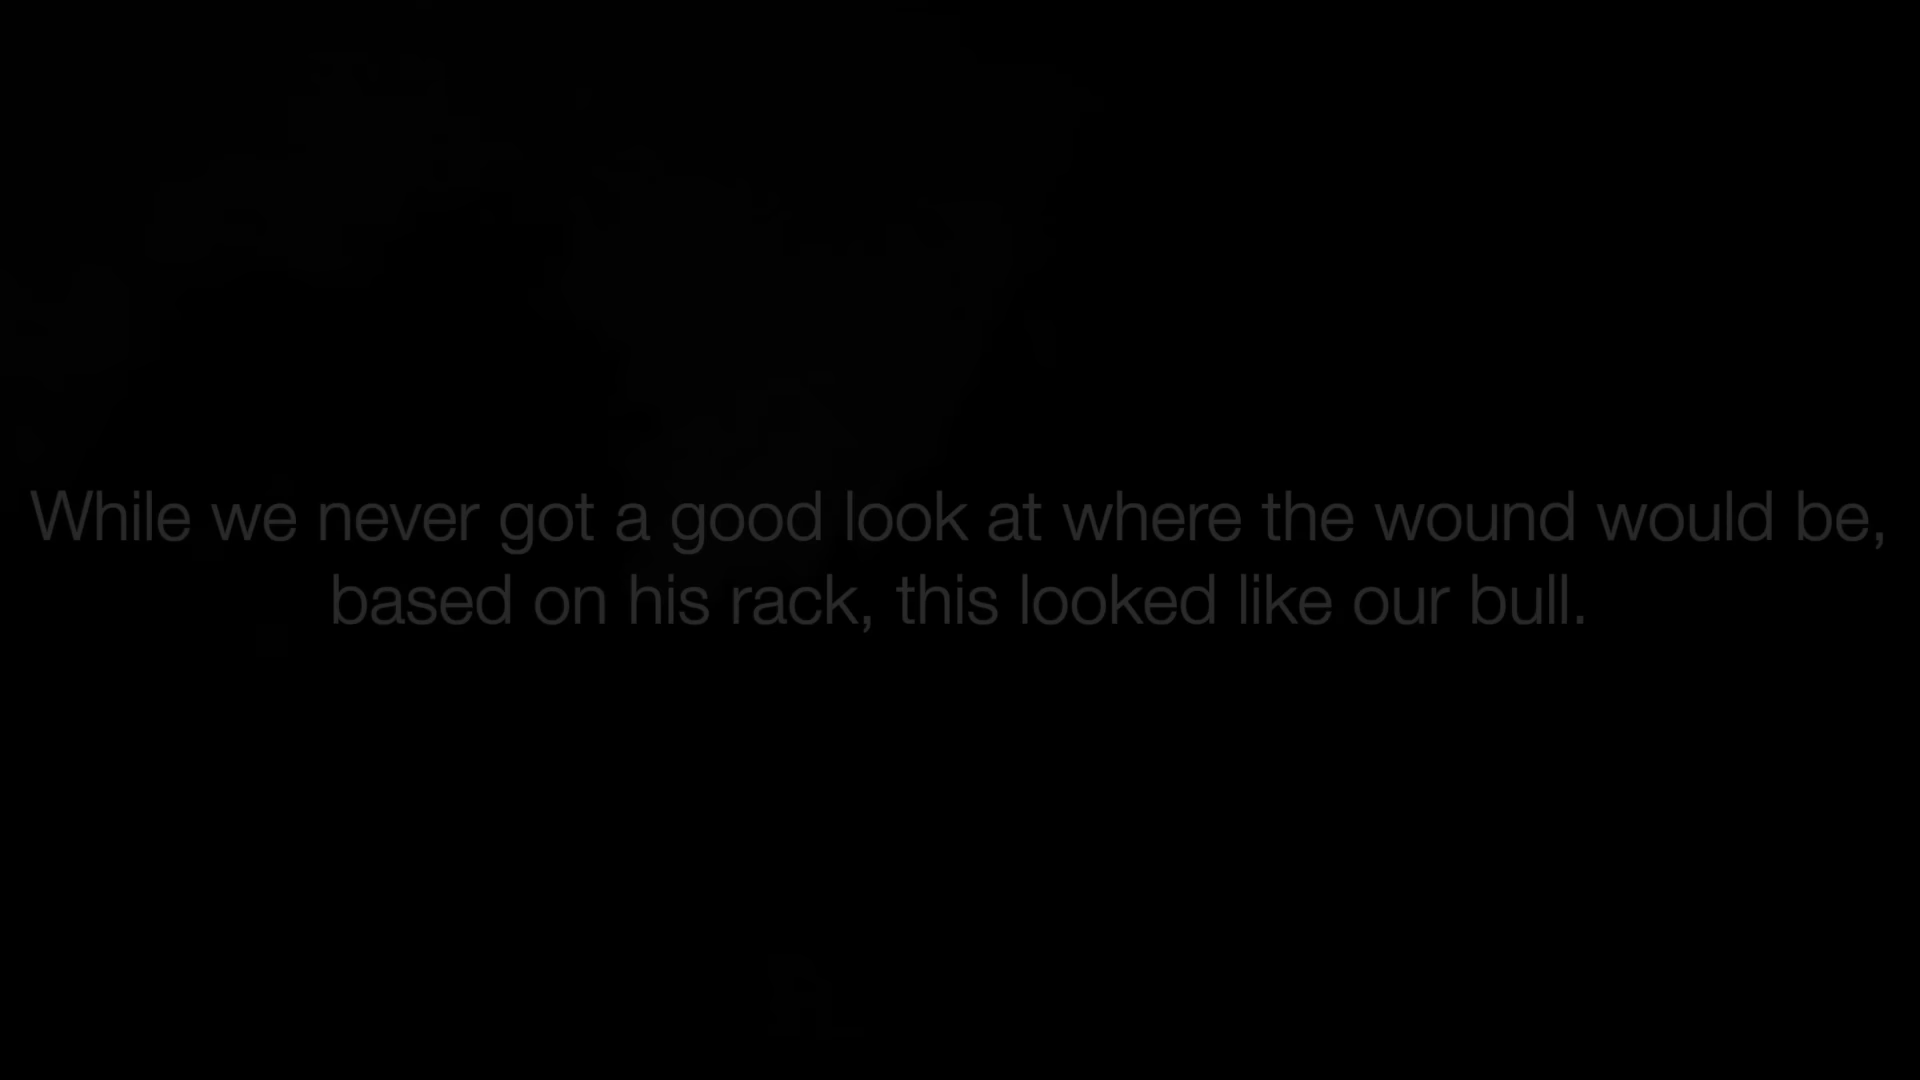 While we never got a good look at where the wound would be,
based on his rack, this looked like our bull.